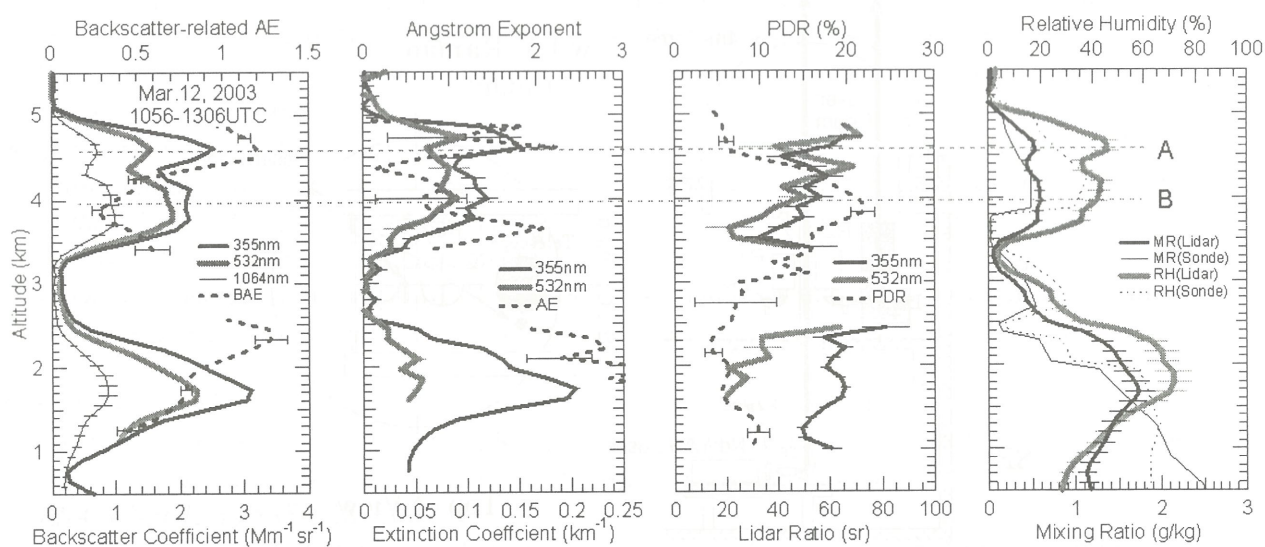 Backscatter-related AE
0 0.5 1 1.5
Mar.12, 2003
1056-1306UTC
Altitude (km)
5
4
3
2
1
355nm
532nm
1064nm
BAE
0 1 2 3 4
Backscatter Coefficient (Mm⁻¹ sr⁻¹)
Angstrom Exponent
0 1 2 3
355nm
532nm
AE
0 0.05 0.1 0.15 0.2 0.25
Extinction Coeffcient (km⁻¹)
PDR (%)
0 10 20 30
355nm
532nm
PDR
0 20 40 60 80 100
Lidar Ratio (sr)
Relative Humidity (%)
0 20 40 60 80 100
A
B
MR(Lidar)
MR(Sonde)
RH(Lidar)
RH(Sonde)
0 1 2 3
Mixing Ratio (g/kg)